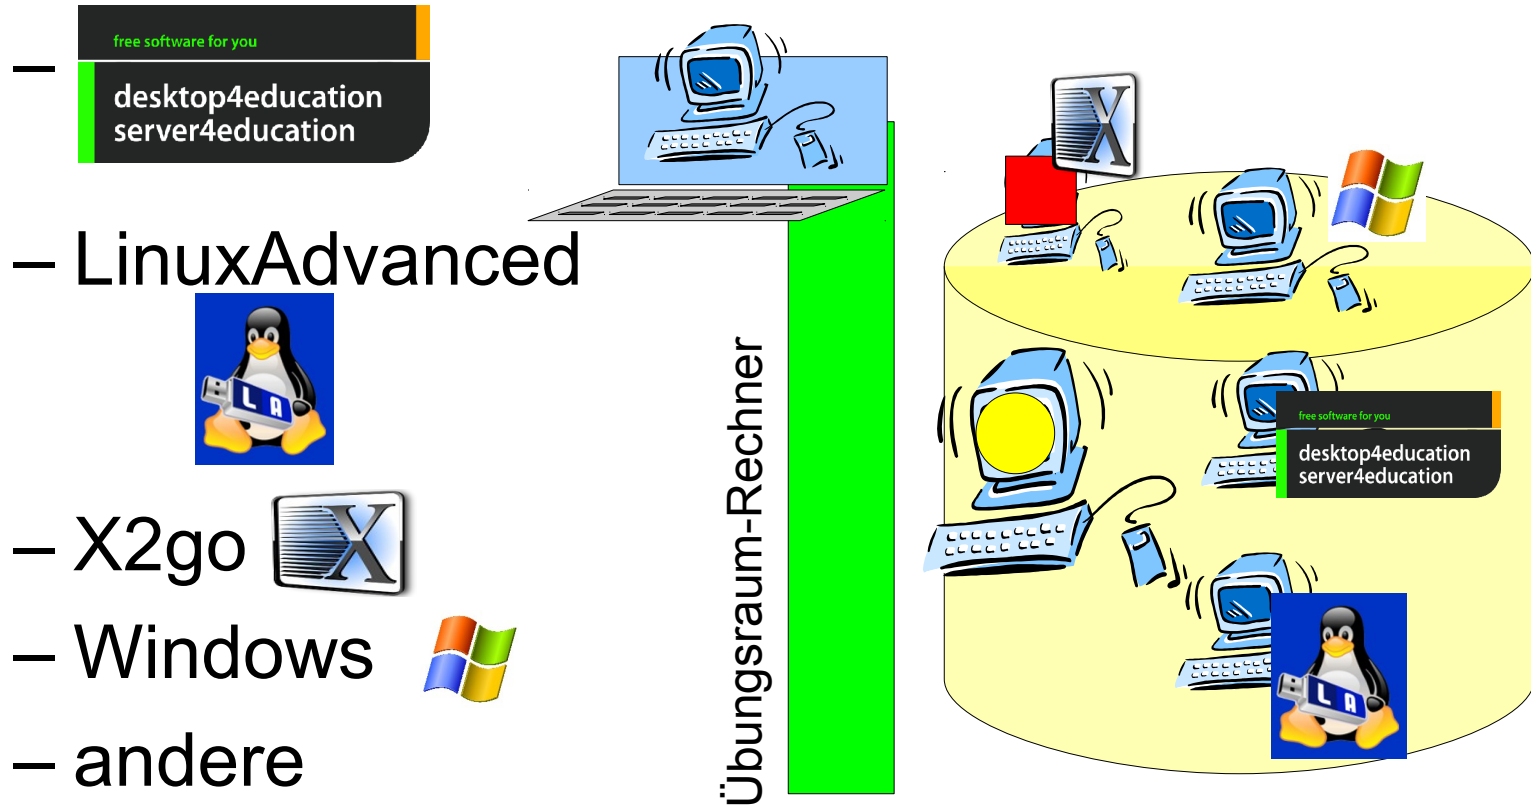 – free software for you
desktop4education
server4education
– LinuxAdvanced
L A
– X2go X
– Windows
– andere
Übungsraum-Rechner
X
free software for you
desktop4education
server4education
L A